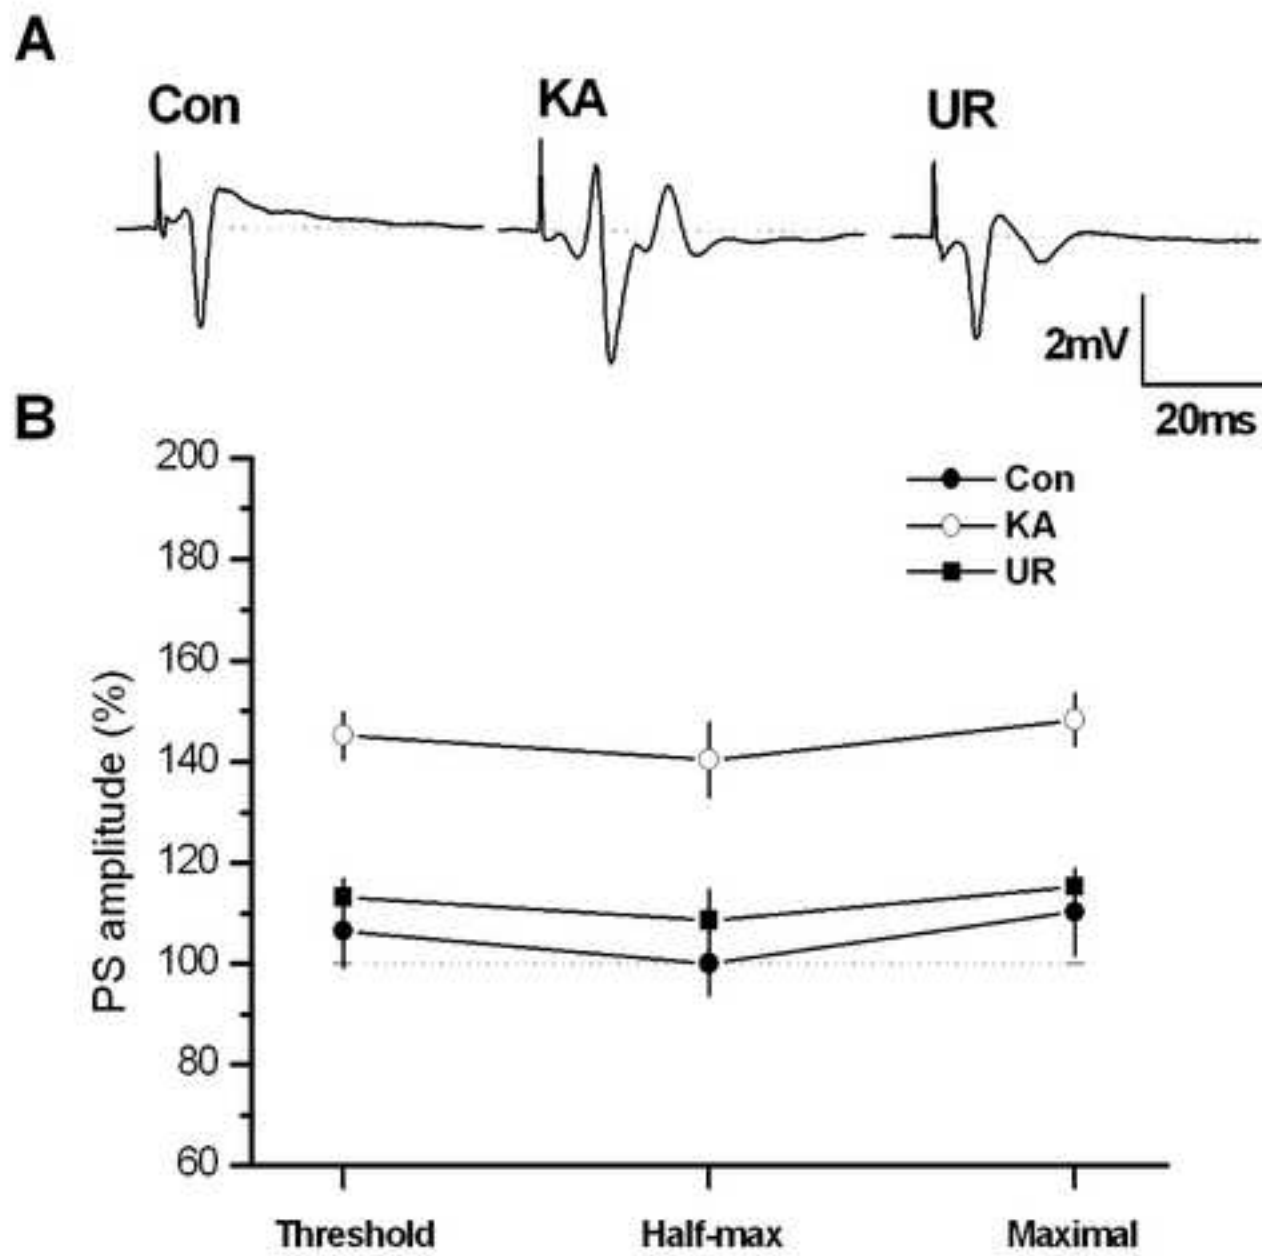 A
Con
KA
UR
2mV
20ms
B
200
180
160
140
120
100
80
60
PS amplitude (%)
Con
KA
UR
Threshold
Half-max
Maximal